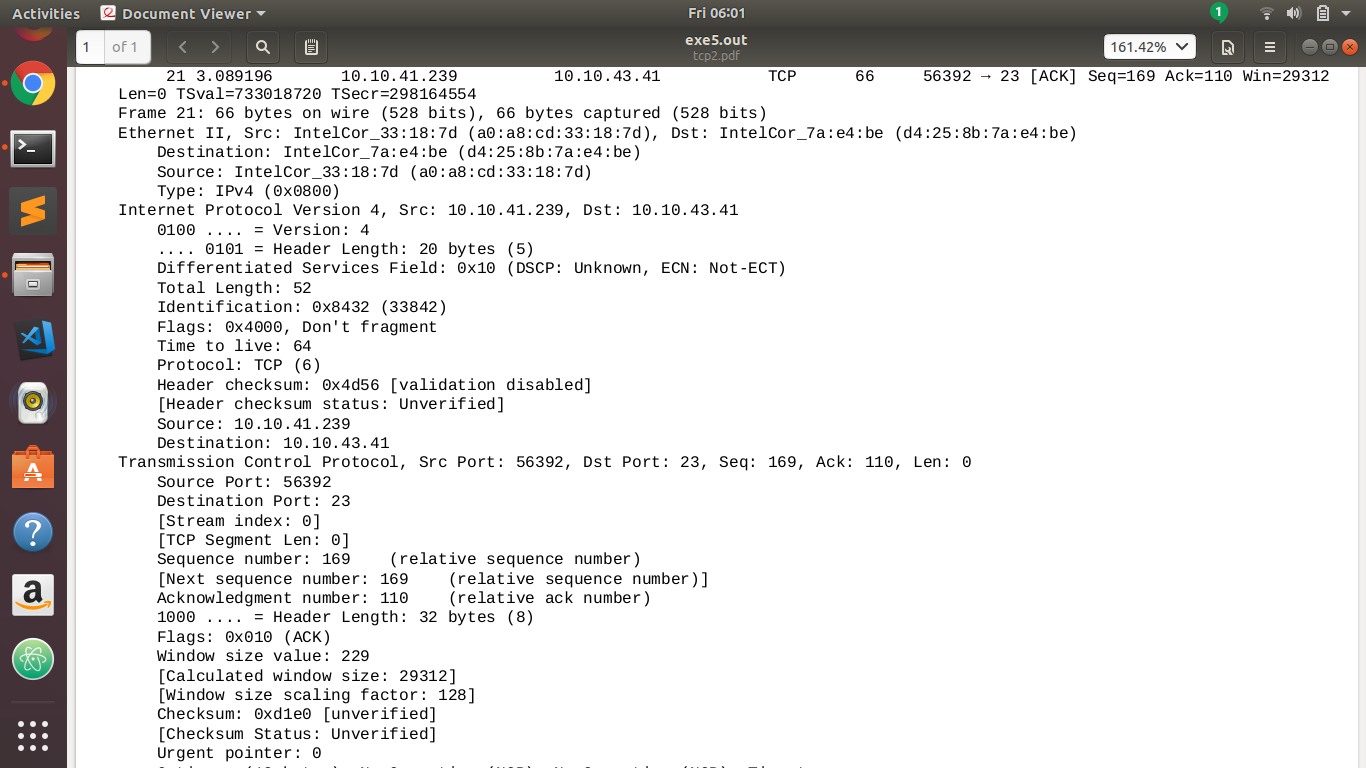 Activities
Document Viewer
Fri 06:01
1
1
of 1
exe5.out
tcp2.pdf
161.42%
21 3.089196 10.10.41.239 10.10.43.41 TCP 66 56392 → 23 [ACK] Seq=169 Ack=110 Win=29312
Len=0 TSval=733018720 TSecr=298164554
Frame 21: 66 bytes on wire (528 bits), 66 bytes captured (528 bits)
Ethernet II, Src: IntelCor_33:18:7d (a0:a8:cd:33:18:7d), Dst: IntelCor_7a:e4:be (d4:25:8b:7a:e4:be)
Destination: IntelCor_7a:e4:be (d4:25:8b:7a:e4:be)
Source: IntelCor_33:18:7d (a0:a8:cd:33:18:7d)
Type: IPv4 (0x0800)
Internet Protocol Version 4, Src: 10.10.41.239, Dst: 10.10.43.41
0100 .... = Version: 4
.... 0101 = Header Length: 20 bytes (5)
Differentiated Services Field: 0x10 (DSCP: Unknown, ECN: Not-ECT)
Total Length: 52
Identification: 0x8432 (33842)
Flags: 0x4000, Don't fragment
Time to live: 64
Protocol: TCP (6)
Header checksum: 0x4d56 [validation disabled]
[Header checksum status: Unverified]
Source: 10.10.41.239
Destination: 10.10.43.41
Transmission Control Protocol, Src Port: 56392, Dst Port: 23, Seq: 169, Ack: 110, Len: 0
Source Port: 56392
Destination Port: 23
[Stream index: 0]
[TCP Segment Len: 0]
Sequence number: 169 (relative sequence number)
[Next sequence number: 169 (relative sequence number)]
Acknowledgment number: 110 (relative ack number)
1000 .... = Header Length: 32 bytes (8)
Flags: 0x010 (ACK)
Window size value: 229
[Calculated window size: 29312]
[Window size scaling factor: 128]
Checksum: 0xd1e0 [unverified]
[Checksum Status: Unverified]
Urgent pointer: 0